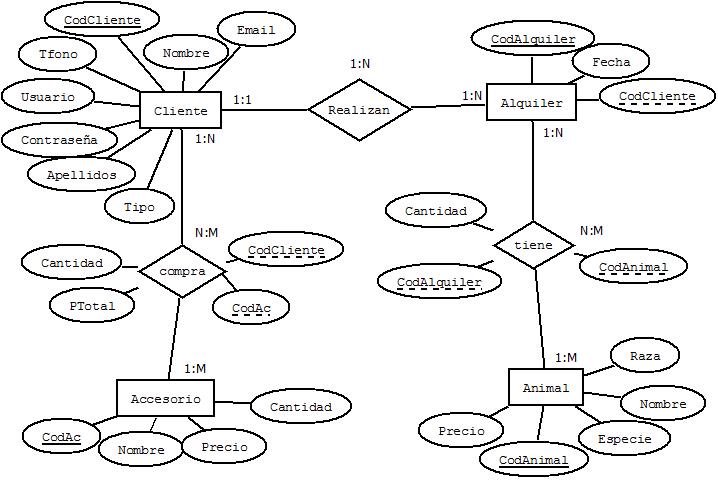 CodCliente
Email
Tfono
Nombre
CodAlquiler
Fecha
1:N
Usuario
Cliente
1:1
Realizan
1:N
Alquiler
CodCliente
Contraseña
1:N
1:N
Apellidos
Tipo
Cantidad
N:M
N:M
tiene
CodCliente
Cantidad
compra
CodAnimal
CodAlquiler
PTotal
CodAc
Raza
1:M
1:M
Animal
Accesorio
Cantidad
Nombre
Precio
Especie
CodAc
Nombre
Precio
CodAnimal